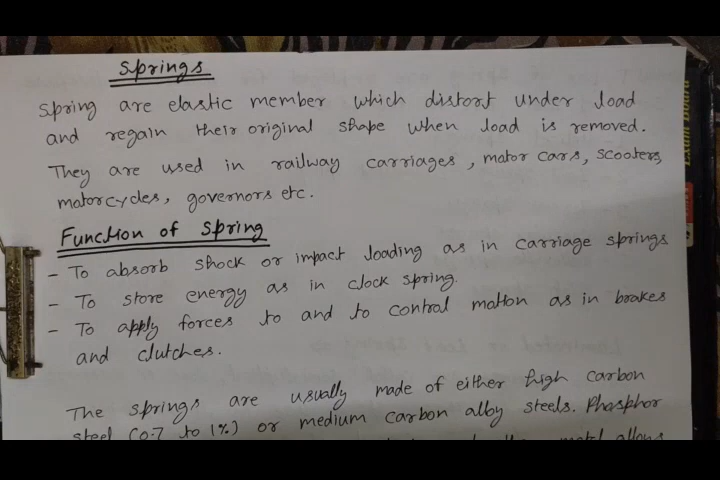 Springs
Spring are elastic member which distort under load
and regain their original shape when load is removed.
They are used in railway carriages, motor cars, scooters,
motorcycles, governors etc.
Function of Spring
- To absorb shock or impact loading as in carriage springs
- To store energy as in clock spring.
- To apply forces to and to control motion as in brakes
and clutches.
The springs are usually made of either high carbon
steel (0.7 to 1%) or medium carbon alloy steels. Phosphor
metal alloys
Exam Board